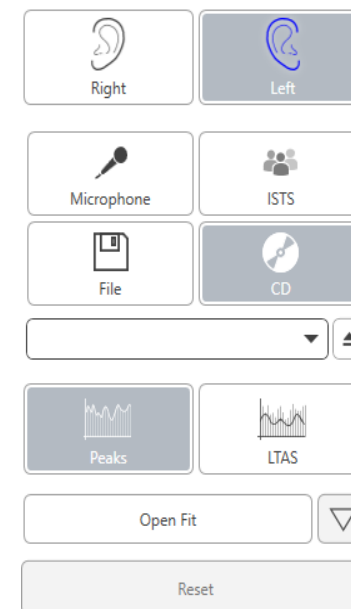 Right
Left
Microphone
ISTS
File
CD
Peaks
LTAS
Open Fit
Reset